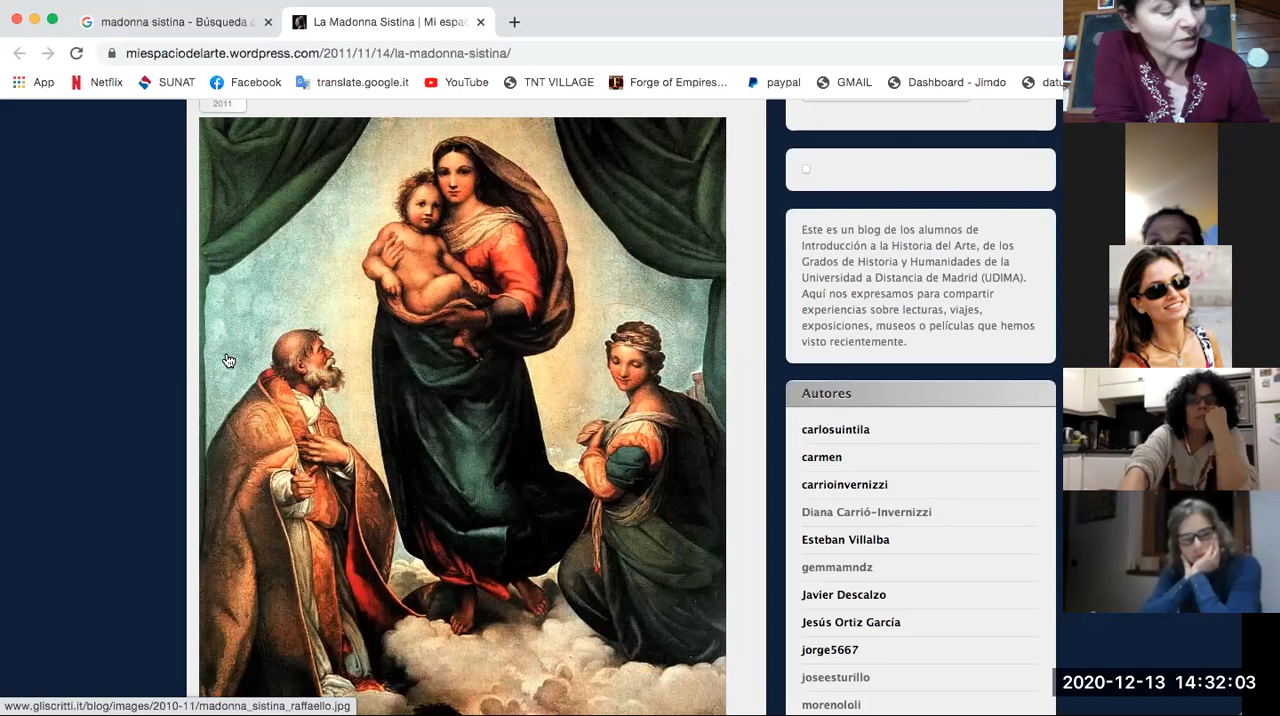 madonna sistina - Búsqueda c
La Madonna Sistina | Mi espac
miespaciodelarte.wordpress.com/2011/11/14/la-madonna-sistina/
App Netflix SUNAT Facebook translate.google.it YouTube TNT VILLAGE Forge of Empires... paypal GMAIL Dashboard - Jimdo datu
2011
Este es un blog de los alumnos de
Introducción a la Historia del Arte, de los
Grados de Historia y Humanidades de la
Universidad a Distancia de Madrid (UDIMA).
Aquí nos expresamos para compartir
experiencias sobre lecturas, viajes,
exposiciones, museos o películas que hemos
visto recientemente.
Autores
carlosuintila
carmen
carrioinvernizzi
Diana Carrió-Invernizzi
Esteban Villalba
gemmamndz
Javier Descalzo
Jesús Ortiz García
jorge5667
joseesturillo
morenololi
www.gliscritti.it/blog/images/2010-11/madonna_sistina_raffaello.jpg
2020-12-13 14:32:03